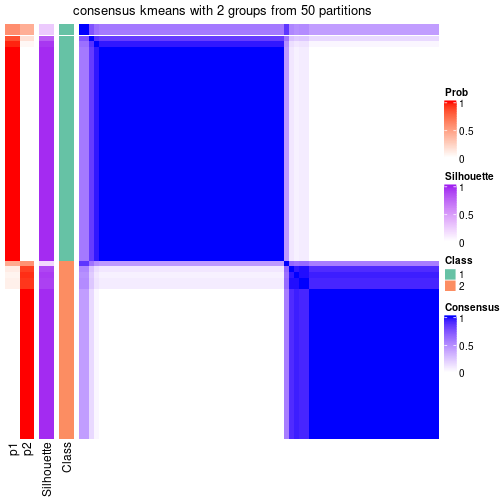 consensus kmeans with 2 groups from 50 partitions
Prob
1
0.5
0
Silhouette
1
0.5
0
Class
1
2
Consensus
1
0.5
0
p1
p2
Silhouette
Class